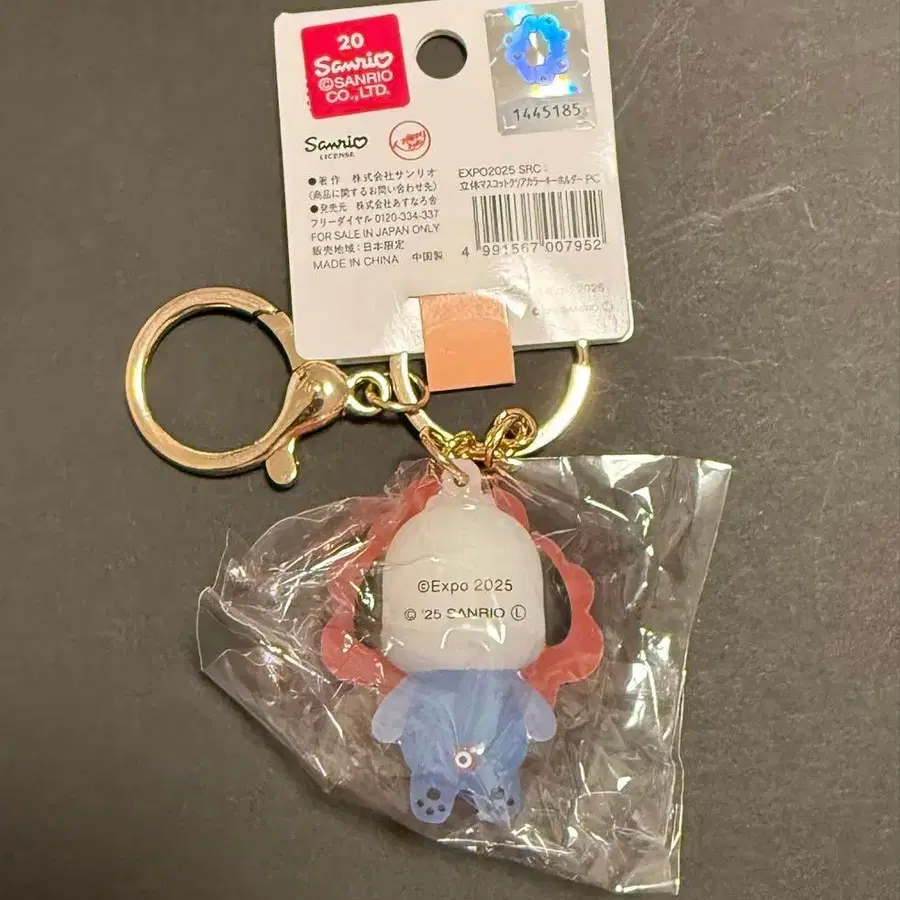 20
Sanrio
©SANRIO
CO.,LTD.
1445185
Sanrio
LICENSE
●著作 株式会社サンリオ
(商品に関するお問い合わせ先)
●発売元 株式会社あすなろ舎
フリーダイヤル 0120-334-337
FOR SALE IN JAPAN ONLY
販売地域:日本限定
MADE IN CHINA 中国製
EXPO2025 SRC
立体マスコットクリアカラーキーホルダー PC
4 991567 007952
©Expo 2025
© '25 SANRIO Ⓛ